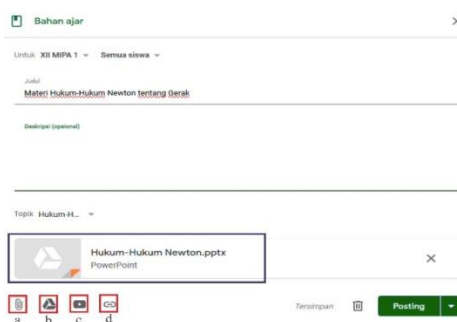 Bahan ajar
Untuk XII MIPA 1 Semua siswa
Judul
Materi Hukum-Hukum Newton tentang Gerak
Deskripsi (opsional)
Topik Hukum-H...
Hukum-Hukum Newton.pptx
PowerPoint
Tersimpan Posting
a b c d